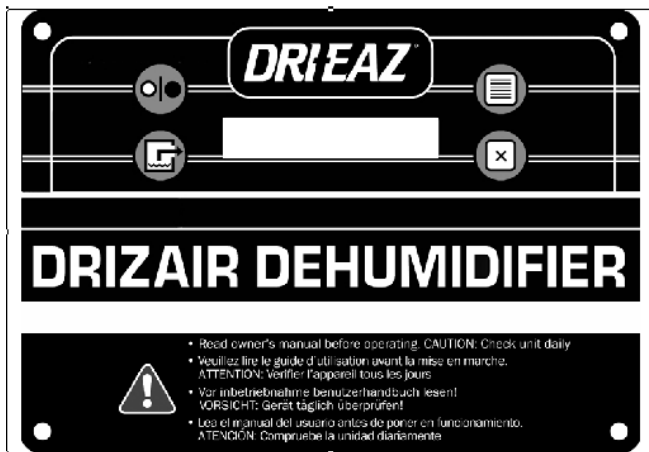 DRIEAZ
DRIZAIR DEHUMIDIFIER
• Read owner's manual before operating. CAUTION: Check unit daily
• Veuillez lire le guide d'utilisation avant la mise en marche.
ATTENTION: Verifier l'appareil tous les jours
• Vor inbetriebnahme benutzerhandbuch lesen!
VORSICHT: Gerät täglich überprüfen!
• Lea el manual del usuario antes de poner en funcionamiento.
ATENCIÓN: Compruebe la unidad diariamente